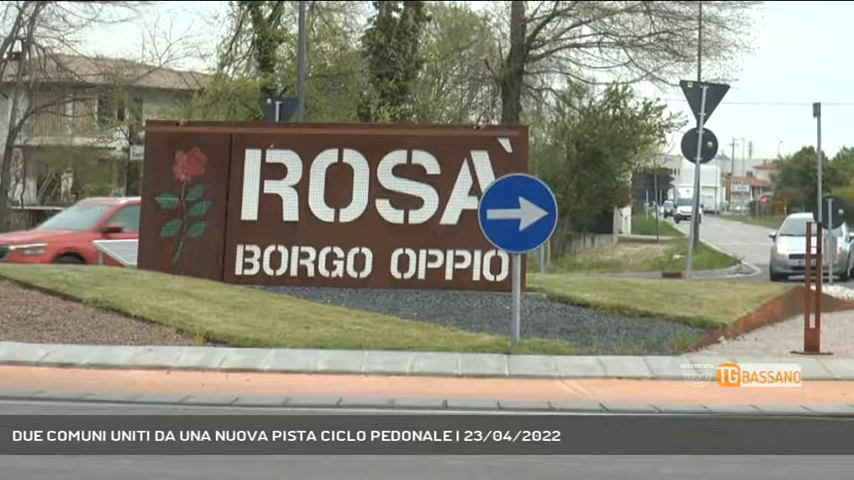 ROSÀ
BORGO OPPIO
TG BASSANO
DUE COMUNI UNITI DA UNA NUOVA PISTA CICLO PEDONALE | 23/04/2022